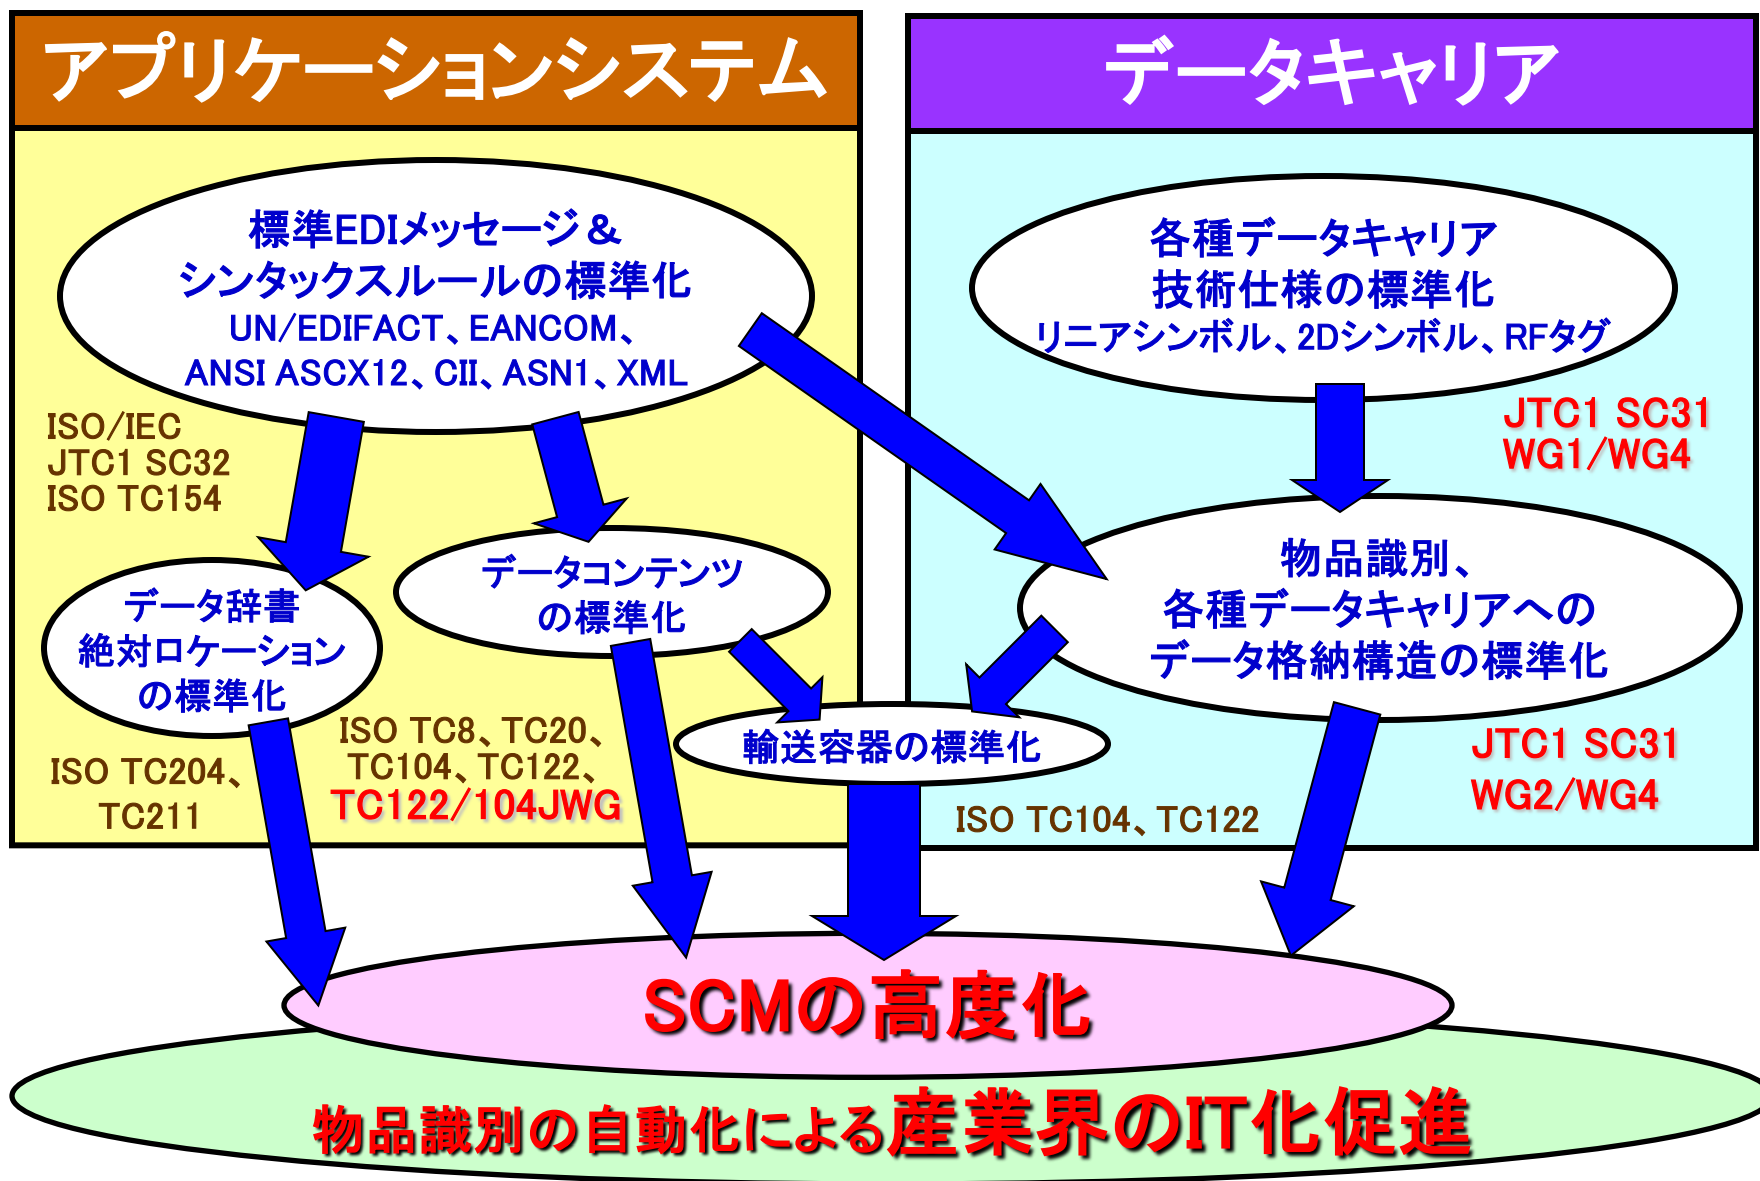 アプリケーションシステム
標準EDIメッセージ＆
シンタックスルールの標準化
UN/EDIFACT、EANCOM、
ANSI ASCX12、CII、ASN1、XML
ISO/IEC
JTC1 SC32
ISO TC154
データ辞書
絶対ロケーション
の標準化
データコンテンツ
の標準化
ISO TC204、
TC211
ISO TC8、TC20、
TC104、TC122、
TC122/104JWG
データキャリア
各種データキャリア
技術仕様の標準化
リニアシンボル、2Dシンボル、RFタグ
JTC1 SC31
WG1/WG4
物品識別、
各種データキャリアへの
データ格納構造の標準化
輸送容器の標準化
ISO TC104、TC122
JTC1 SC31
WG2/WG4
SCMの高度化
物品識別の自動化による産業界のIT化促進